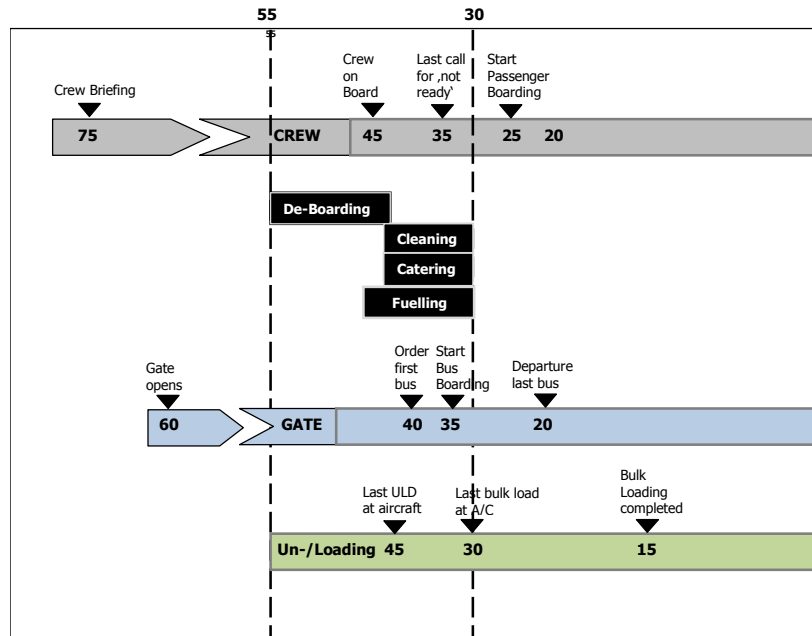 55
30
55
Crew Briefing
Crew
on
Board
Last call
for ‚not
ready‘
Start
Passenger
Boarding
75
CREW
45
35
25
20
De-Boarding
Cleaning
Catering
Fuelling
Gate
opens
Order
first
bus
Start
Bus
Boarding
Departure
last bus
60
GATE
40
35
20
Last ULD
at aircraft
Last bulk load
at A/C
Bulk
Loading
completed
Un-/Loading
45
30
15